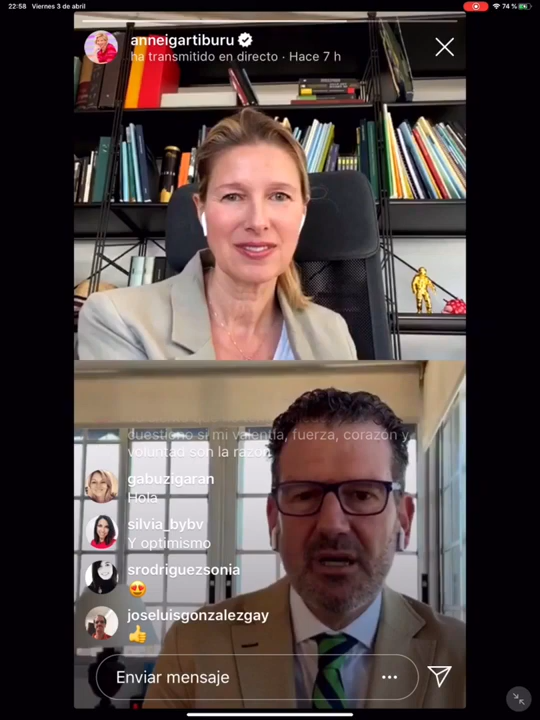 22:58 Viernes 3 de abril
74 %
anneigartiburu
ha transmitido en directo · Hace 7 h
cuestiono si mi valentía, fuerza, corazón y
voluntad son la razón
gabuzigaran
Hola
silvia_bybv
Y optimismo
srodriguezsonia
😍
joseluisgonzalezgay
👍
Enviar mensaje